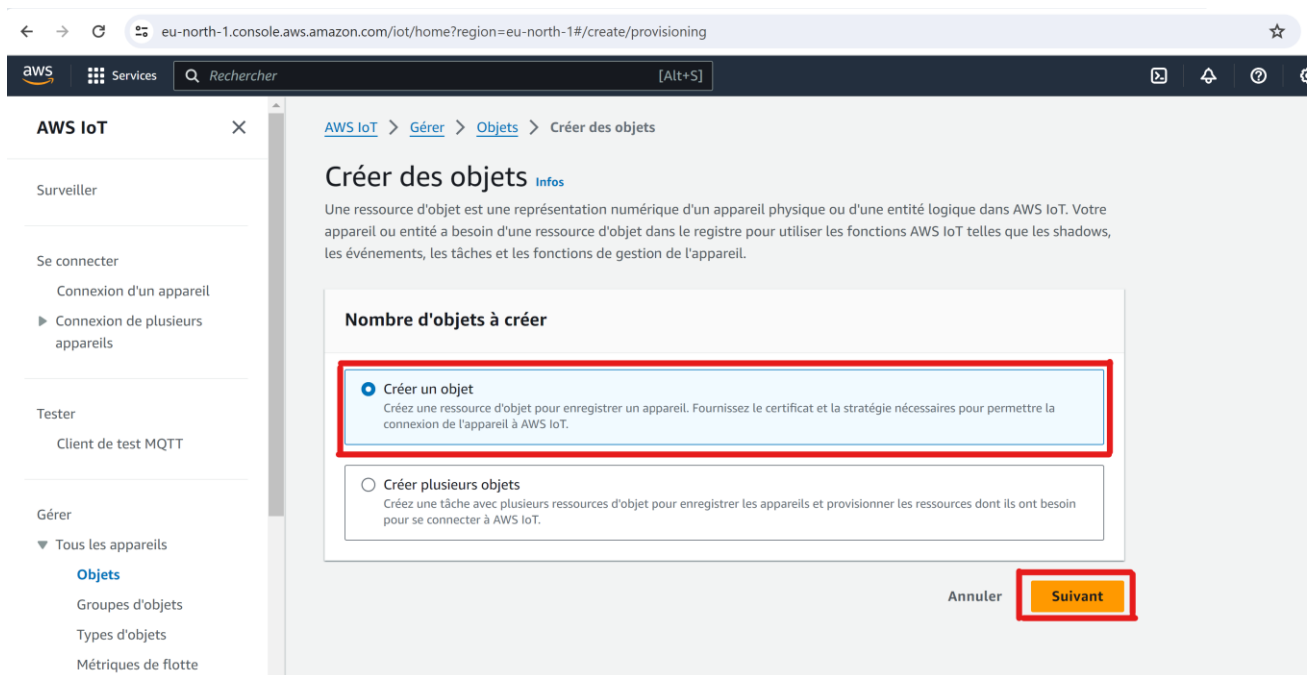 eu-north-1.console.aws.amazon.com/iot/home?region=eu-north-1#/create/provisioning
aws
Services
Rechercher
[Alt+S]
AWS IoT
Surveiller
Se connecter
Connexion d'un appareil
Connexion de plusieurs
appareils
Tester
Client de test MQTT
Gérer
Tous les appareils
Objets
Groupes d'objets
Types d'objets
Métriques de flotte
AWS IoT > Gérer > Objets > Créer des objets
Créer des objets Infos
Une ressource d'objet est une représentation numérique d'un appareil physique ou d'une entité logique dans AWS IoT. Votre
appareil ou entité a besoin d'une ressource d'objet dans le registre pour utiliser les fonctions AWS IoT telles que les shadows,
les événements, les tâches et les fonctions de gestion de l'appareil.
Nombre d'objets à créer
Créer un objet
Créez une ressource d'objet pour enregistrer un appareil. Fournissez le certificat et la stratégie nécessaires pour permettre la
connexion de l'appareil à AWS IoT.
Créer plusieurs objets
Créez une tâche avec plusieurs ressources d'objet pour enregistrer les appareils et provisionner les ressources dont ils ont besoin
pour se connecter à AWS IoT.
Annuler
Suivant